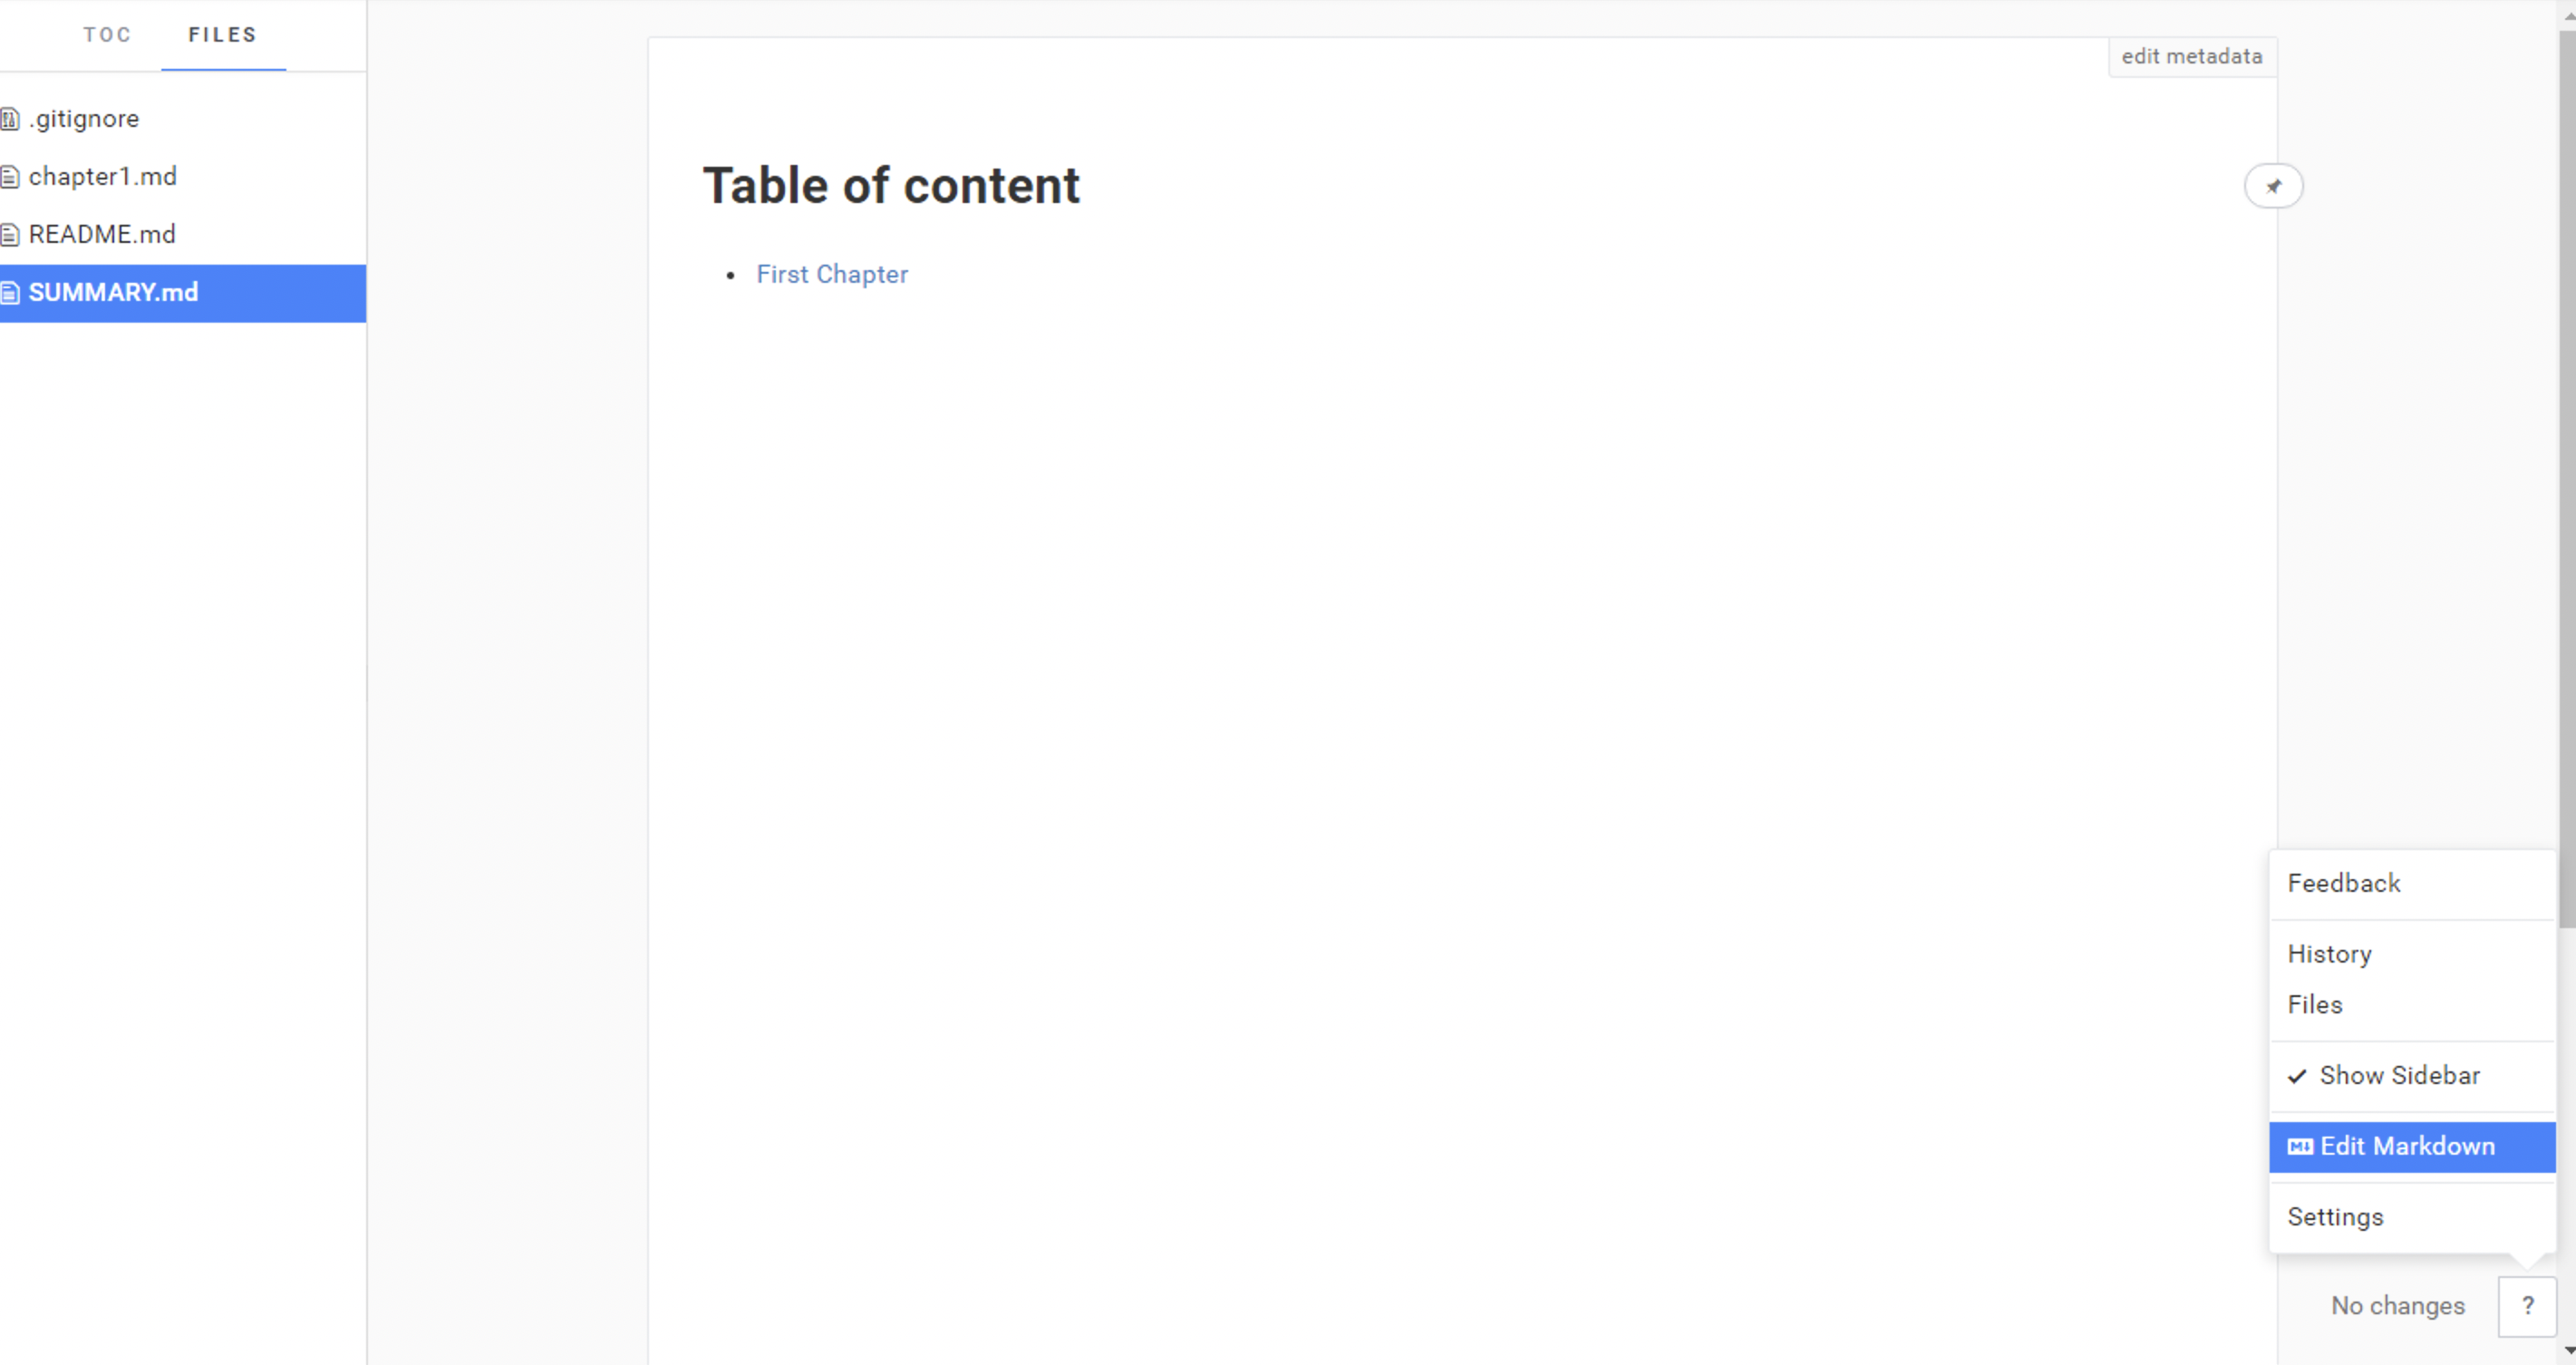 TOC FILES
.gitignore
chapter1.md
README.md
SUMMARY.md
edit metadata
Table of content
• First Chapter
Feedback
History
Files
✓ Show Sidebar
Edit Markdown
Settings
No changes ?